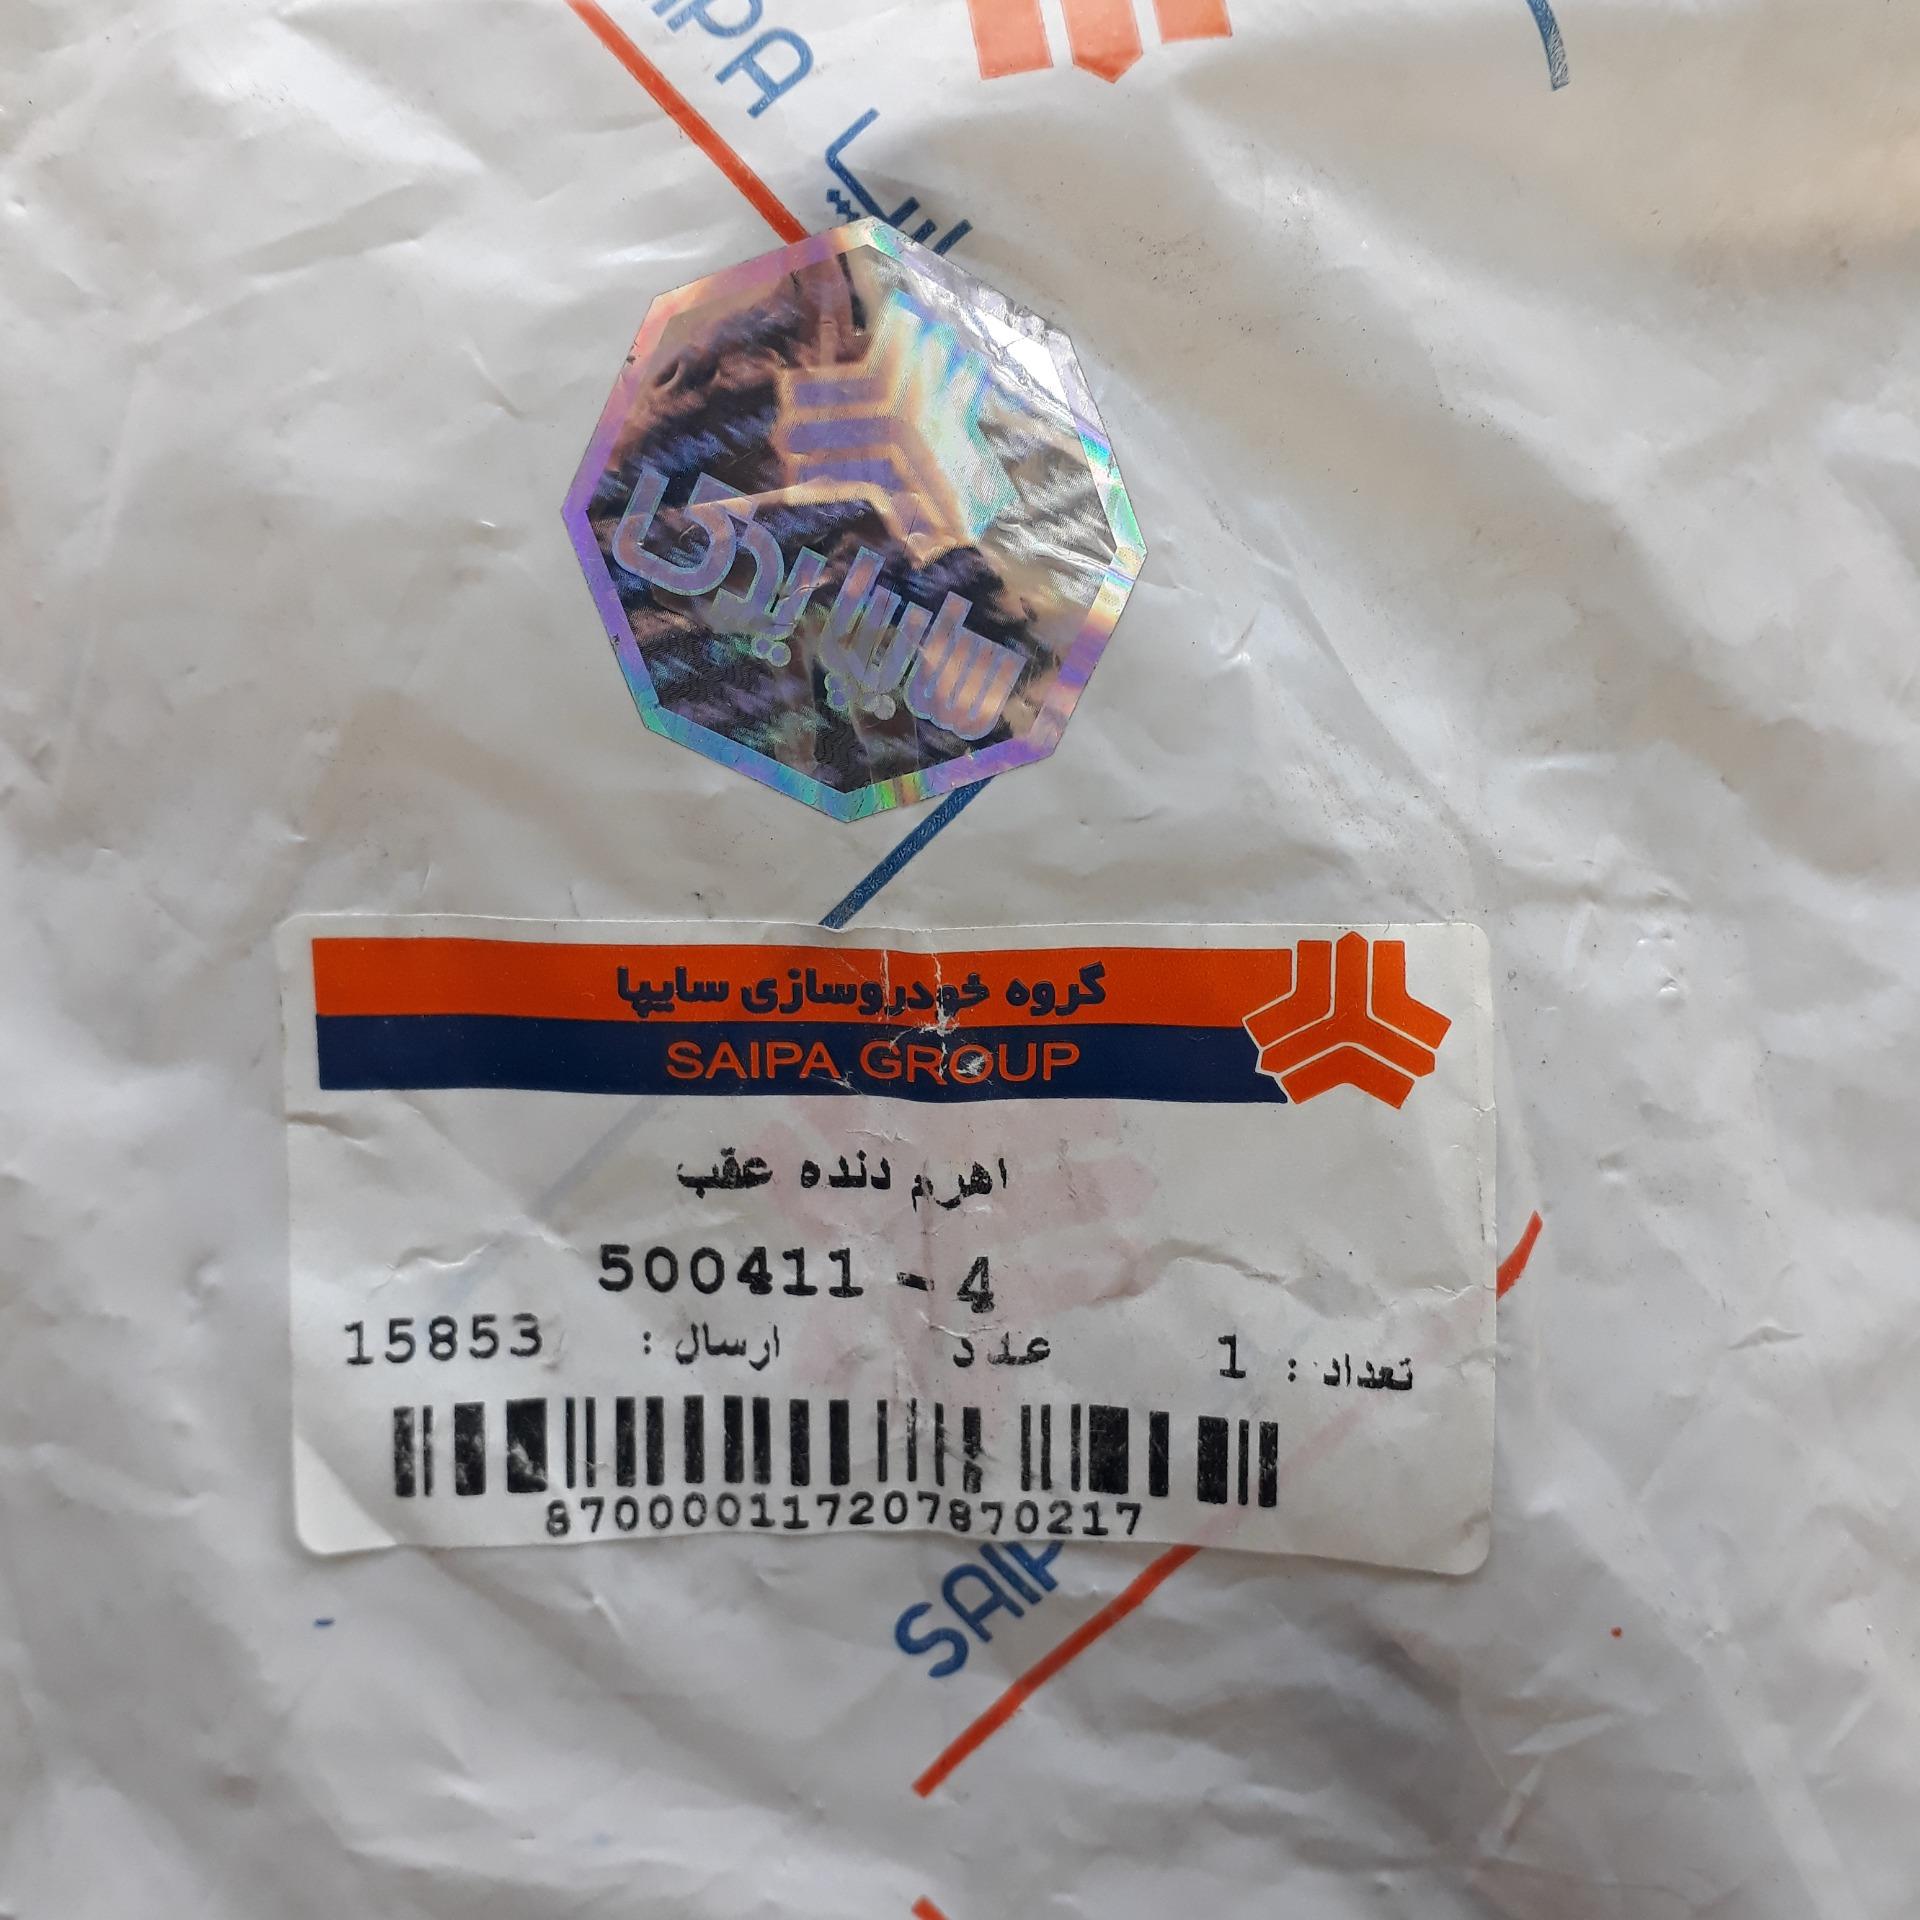 سایپا یدک
گروه خودروسازی سایپا
SAIPA GROUP
اهرم دنده عقب
500411 - 4
تعداد : 1 عدد ارسال : 15853
870000117207870217